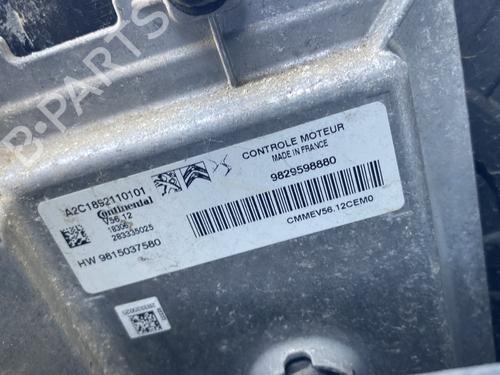 B-PARTS
A2C1892110101
Continental
V56.12
18306
283335025
HW 9815037580
CONTROLE MOTEUR
MADE IN FRANCE
9829598880
CMMEV56.12CEM0